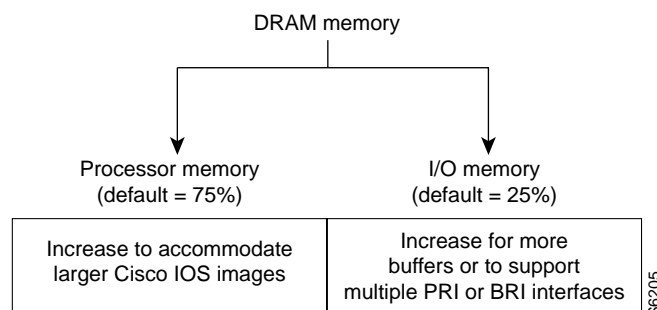 DRAM memory
Processor memory
(default = 75%)
I/O memory
(default = 25%)
Increase to accommodate
larger Cisco IOS images
Increase for more
buffers or to support
multiple PRI or BRI interfaces